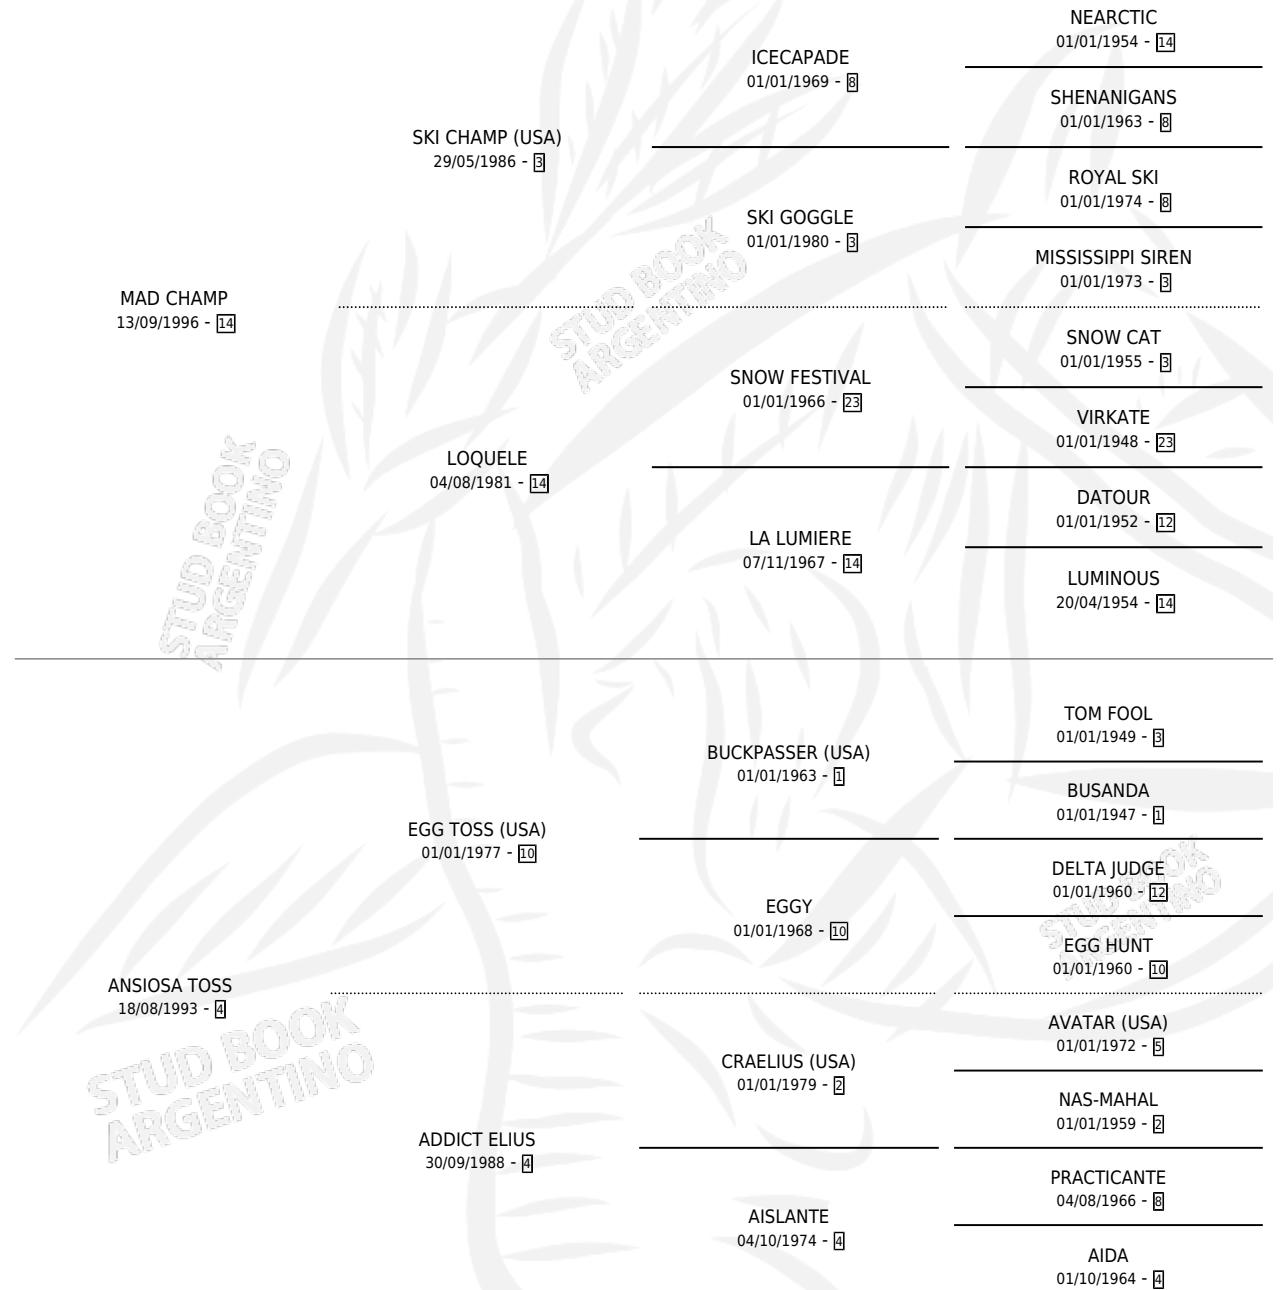 NEARCTIC
01/01/1954 - 14
ICECAPADE
01/01/1969 - 8
SHENANIGANS
01/01/1963 - 8
SKI CHAMP (USA)
29/05/1986 - 3
ROYAL SKI
01/01/1974 - 8
SKI GOGGLE
01/01/1980 - 3
MISSISSIPPI SIREN
01/01/1973 - 3
MAD CHAMP
13/09/1996 - 14
SNOW CAT
01/01/1955 - 3
SNOW FESTIVAL
01/01/1966 - 23
VIRKATE
01/01/1948 - 23
LOQUELE
04/08/1981 - 14
DATOUR
01/01/1952 - 12
LA LUMIERE
07/11/1967 - 14
LUMINOUS
20/04/1954 - 14
TOM FOOL
01/01/1949 - 3
BUCKPASSER (USA)
01/01/1963 - 1
BUSANDA
01/01/1947 - 1
EGG TOSS (USA)
01/01/1977 - 10
DELTA JUDGE
01/01/1960 - 12
EGGY
01/01/1968 - 10
EGG HUNT
01/01/1960 - 10
ANSIOSA TOSS
18/08/1993 - 4
AVATAR (USA)
01/01/1972 - 5
CRAELIUS (USA)
01/01/1979 - 2
NAS-MAHAL
01/01/1959 - 2
ADDICT ELIUS
30/09/1988 - 4
PRACTICANTE
04/08/1966 - 8
AISLANTE
04/10/1974 - 4
AIDA
01/10/1964 - 4
STUD BOOK
ARGENTINO
STUD BOOK
ARGENTINO
STUD BOOK
ARGENTINO
STUD BOOK
ARGENTINO